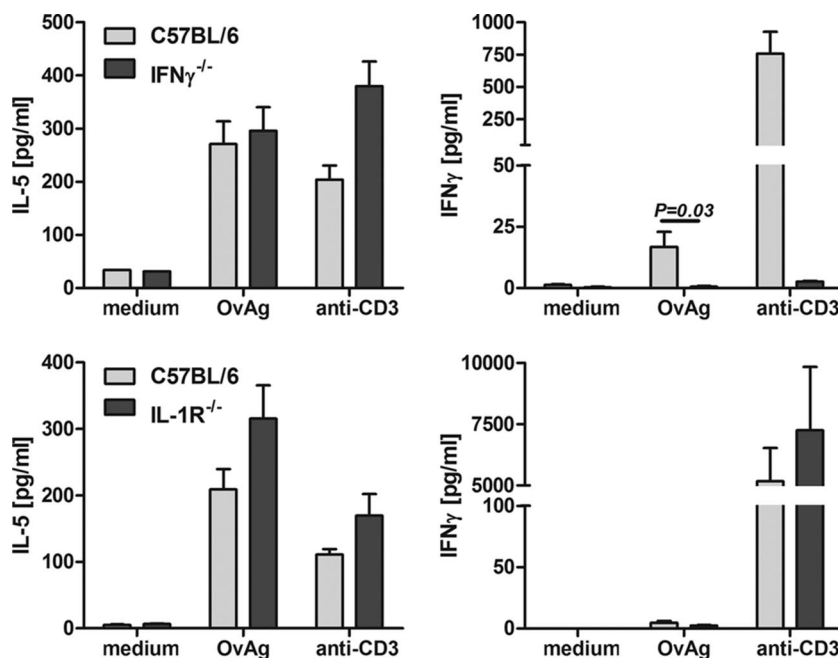 C57BL/6
IFNγ-/-
IL-5 [pg/ml]
500
400
300
200
100
0
medium OvAg anti-CD3
IFNγ [pg/ml]
1000
750
500
250
50
25
0
P=0.03
medium OvAg anti-CD3
C57BL/6
IL-1R-/-
IL-5 [pg/ml]
400
300
200
100
0
medium OvAg anti-CD3
IFNγ [pg/ml]
10000
7500
5000
100
50
0
medium OvAg anti-CD3